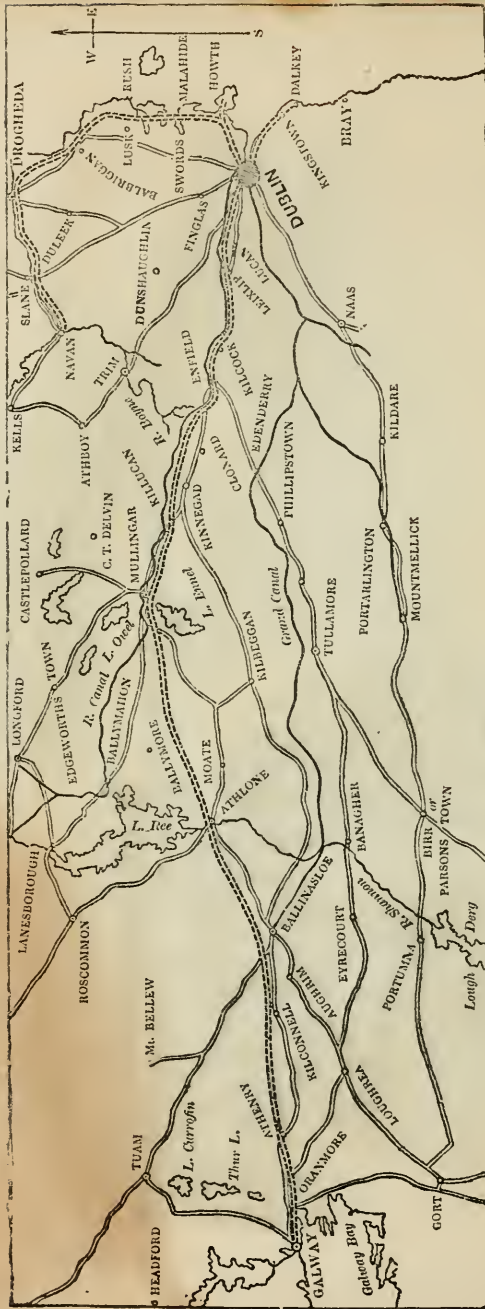 W
E
S
DROGHEDA
RUSH
LUSK
MALAHIDE
HOWTH
BALBRIGGAN
SWORDS
DULEEK
SLANE
NAVAN
KELLS
ATHBOY
TRIM
DUNSHAUGHLIN
FINGLAS
DUBLIN
KINGSTOWN
DALKEY
BRAY
LUCAN
LEIXLIP
KILCOCK
ENFIELD
R. Boyne
CLONARD
EDENDERRY
NAAS
KILDARE
PHILLIPSTOWN
Grand Canal
TULLAMORE
PORTARLINGTON
MOUNTMELLICK
KINNEGAD
KILLUCAN
MULLINGAR
C. T. DELVIN
CASTLEPOLLARD
L. Ennel
L. Owel
R. Canal
KILBEGGAN
LONGFORD
EDGEWORTHS TOWN
BALLYMAHON
BALLYMORE
MOATE
ATHLONE
L. Ree
LANESBOROUGH
ROSCOMMON
BALLINASLOE
BANAGHER
R. Shannon
BIRR or
PARSONS TOWN
EYRECOURT
AUGHRIM
KILCONNELL
PORTUMNA
Lough Derg
Mt. BELLEW
TUAM
L. Currofin
Thur L.
ATHENRY
ORANMORE
LOUGHREA
GORT
HEADFORD
GALWAY
Galway Bay